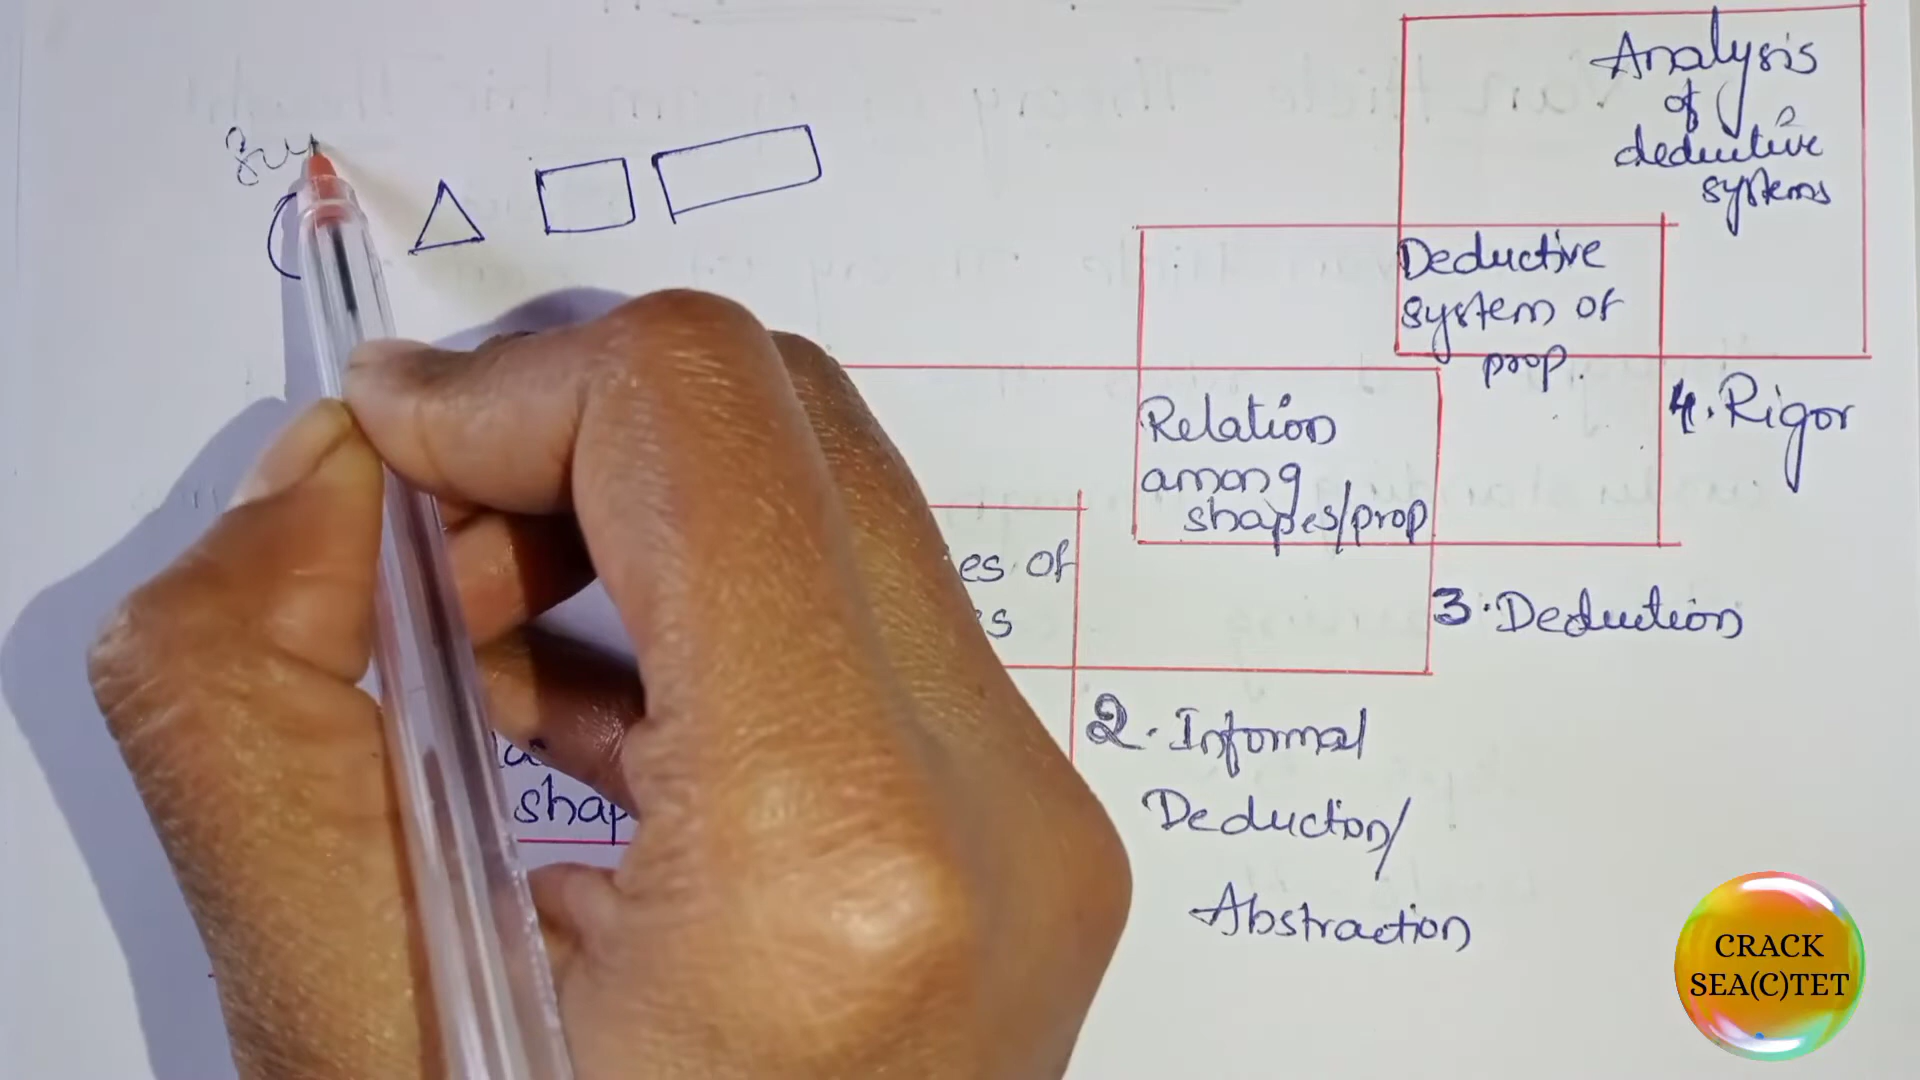 Analysis
of
deductive
systems
Deductive
system of
prop.
4. Rigor
Relation
among
shapes/prop
es of
s
3. Deduction
2. Informal
Deduction/
Abstraction
shap
CRACK
SEA(C)TET